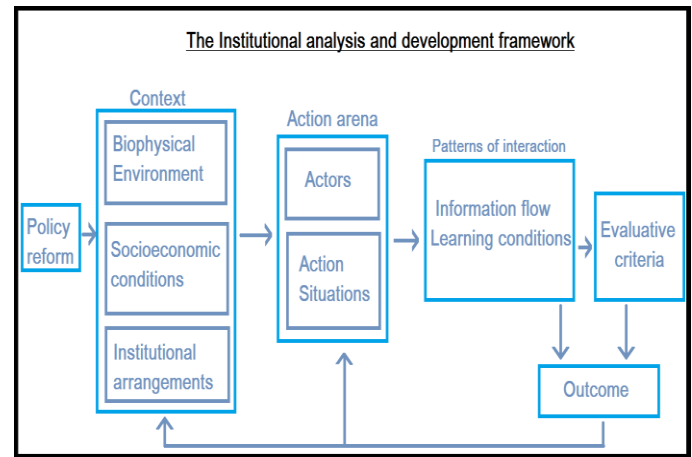 The Institutional analysis and development framework
Context
Biophysical
Environment
Socioeconomic
conditions
Institutional
arrangements
Policy
reform
Action arena
Actors
Action
Situations
Patterns of interaction
Information flow
Learning conditions
Evaluative
criteria
Outcome